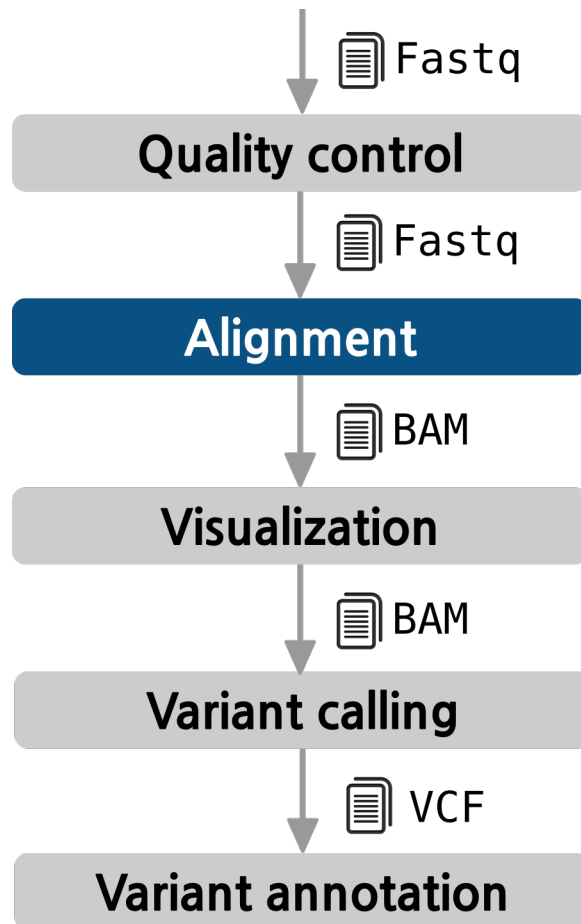 Fastq
Quality control
Fastq
Alignment
BAM
Visualization
BAM
Variant calling
VCF
Variant annotation